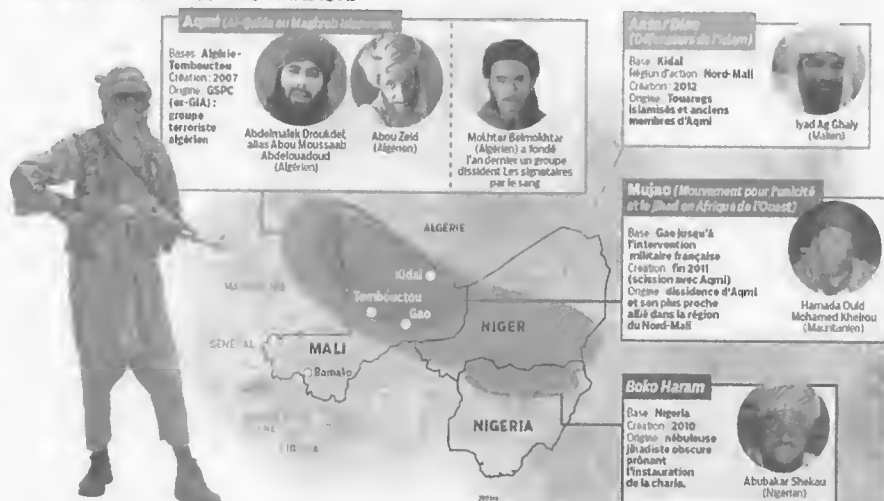 Aqmi (Al-Qaida au Maghreb islamique)
Bases Algérie-
Tombouctou
Création : 2007
Origine GSPC
(ex-GIA) :
groupe
terroriste
algérien
Abdelmalek Droukdel,
alias Abou Moussaab
Abdelouadoud
(Algérien)
Abou Zeid
(Algérien)
Mokhtar Belmokhtar
(Algérien) a fondé
l'an dernier un groupe
dissident Les signataires
par le sang
Ansar Dine
(Défenseurs de l'islam)
Base Kidal
Région d'action Nord-Mali
Création 2012
Origine Touaregs
islamisés et anciens
membres d'Aqmi
Iyad Ag Ghaly
(Malien)
Mujao (Mouvement pour l'unicité
et le jihad en Afrique de l'Ouest)
Base Gao jusqu'à
l'intervention
militaire française
Création fin 2011
(scission avec Aqmi)
Origine dissidence d'Aqmi
et son plus proche
allié dans la région
du Nord-Mali
Hamada Ould
Mohamed Kheirou
(Mauritanien)
Boko Haram
Base Nigeria
Création 2010
Origine nébuleuse
jihadiste obscure
prônant
l'instauration
de la charia.
Abubakar Shekau
(Nigérian)
ALGÉRIE
Kidal
Tombouctou
Gao
NIGER
SÉNÉGAL
MALI
Bamako
NIGERIA